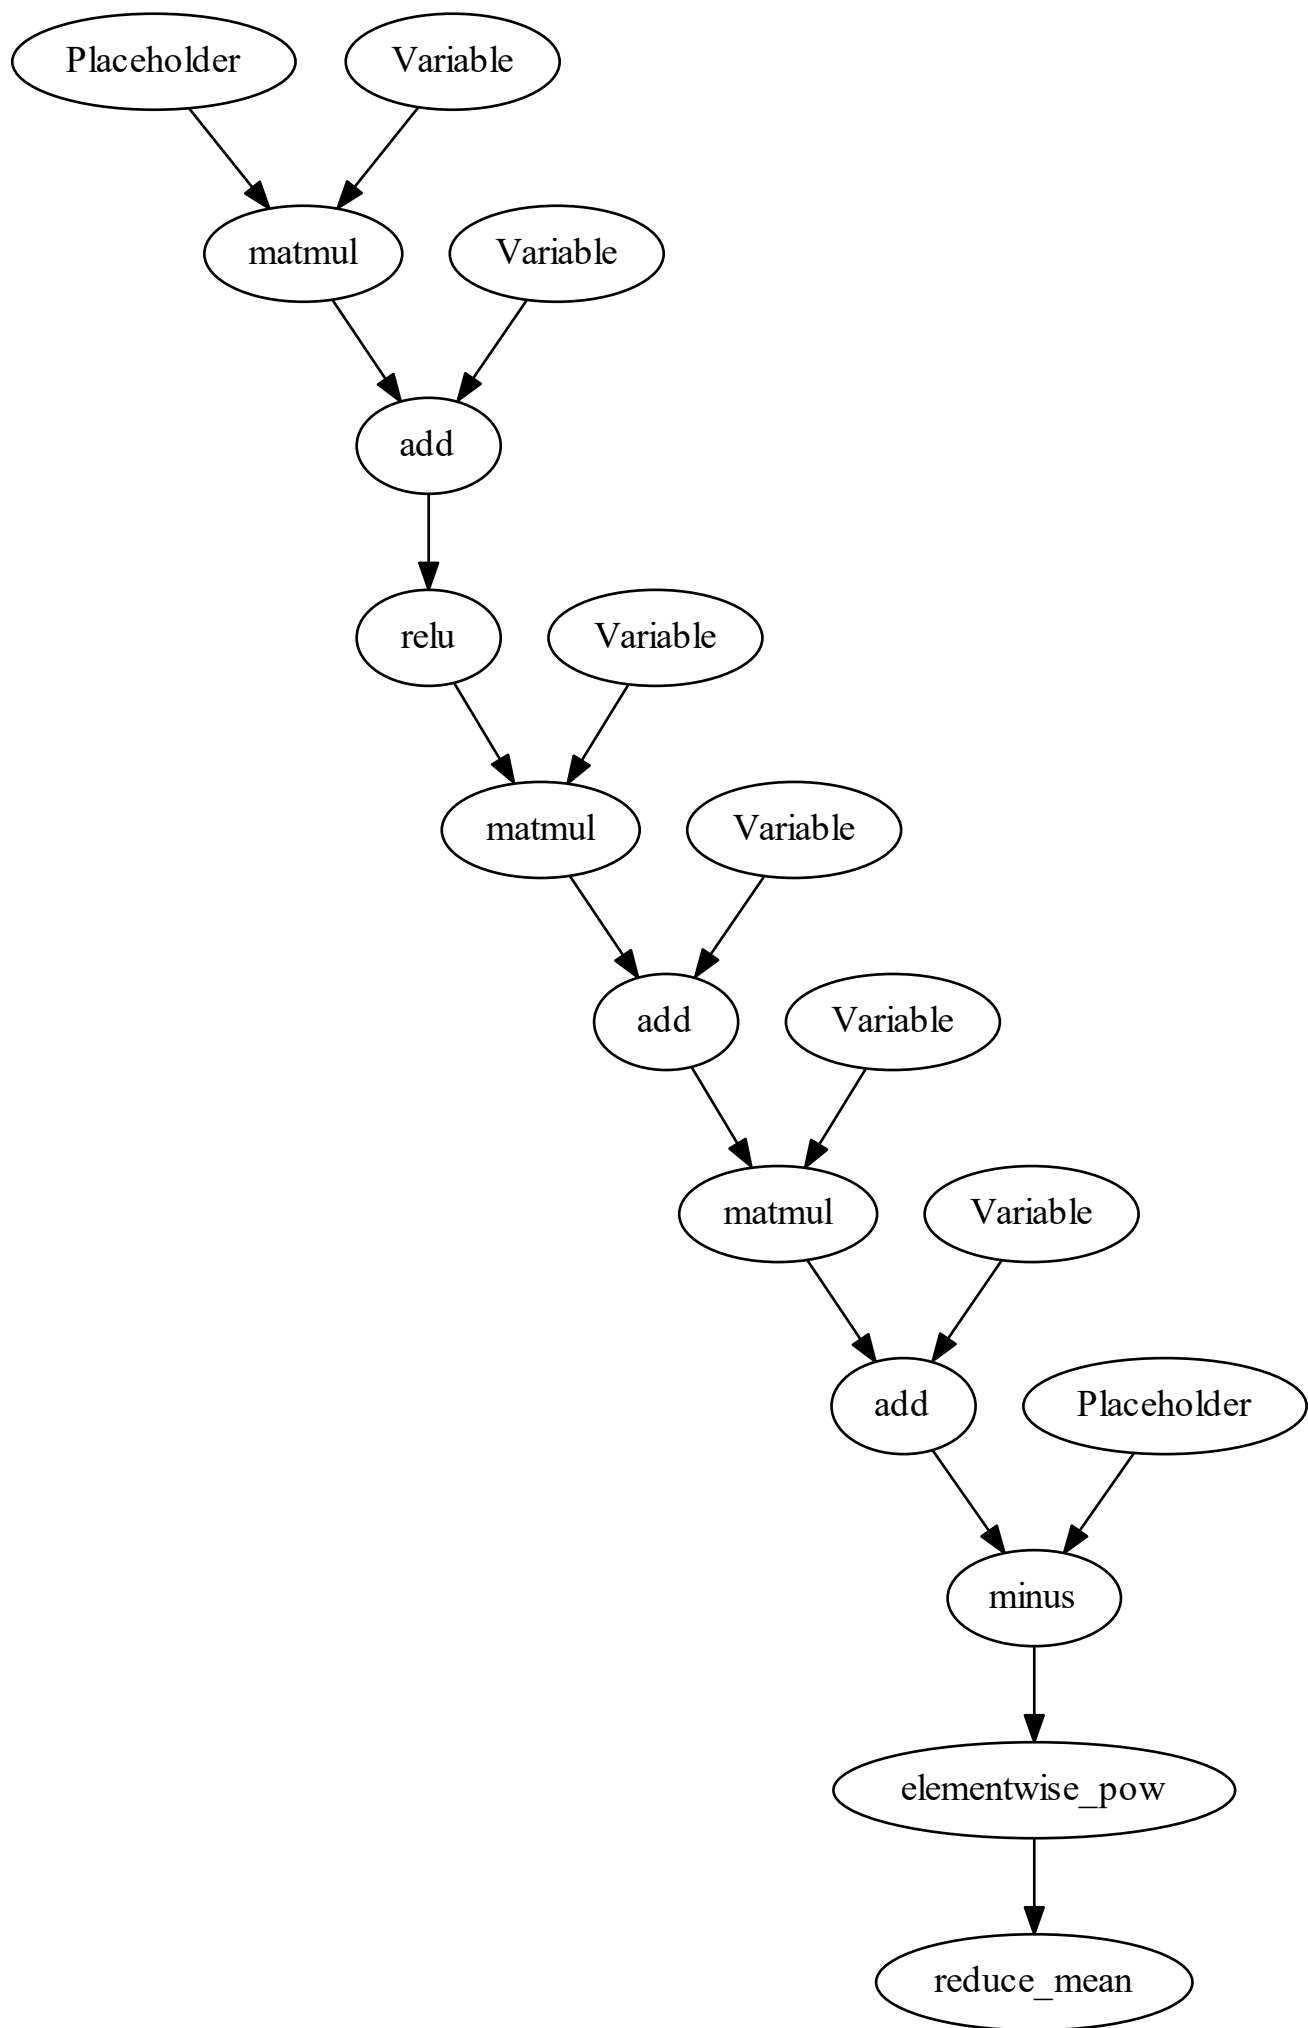 Placeholder
Variable
matmul
Variable
add
relu
Variable
matmul
Variable
add
Variable
matmul
Variable
add
Placeholder
minus
elementwise_pow
reduce_mean